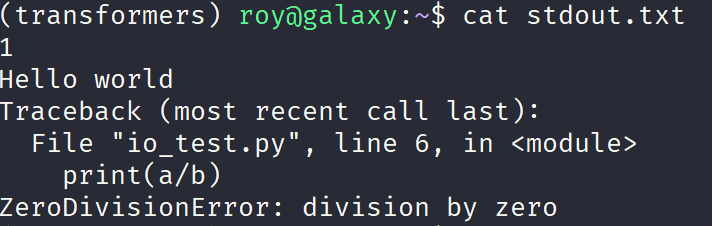 (transformers) roy@galaxy:~$ cat stdout.txt
1
Hello world
Traceback (most recent call last):
  File "io_test.py", line 6, in <module>
    print(a/b)
ZeroDivisionError: division by zero